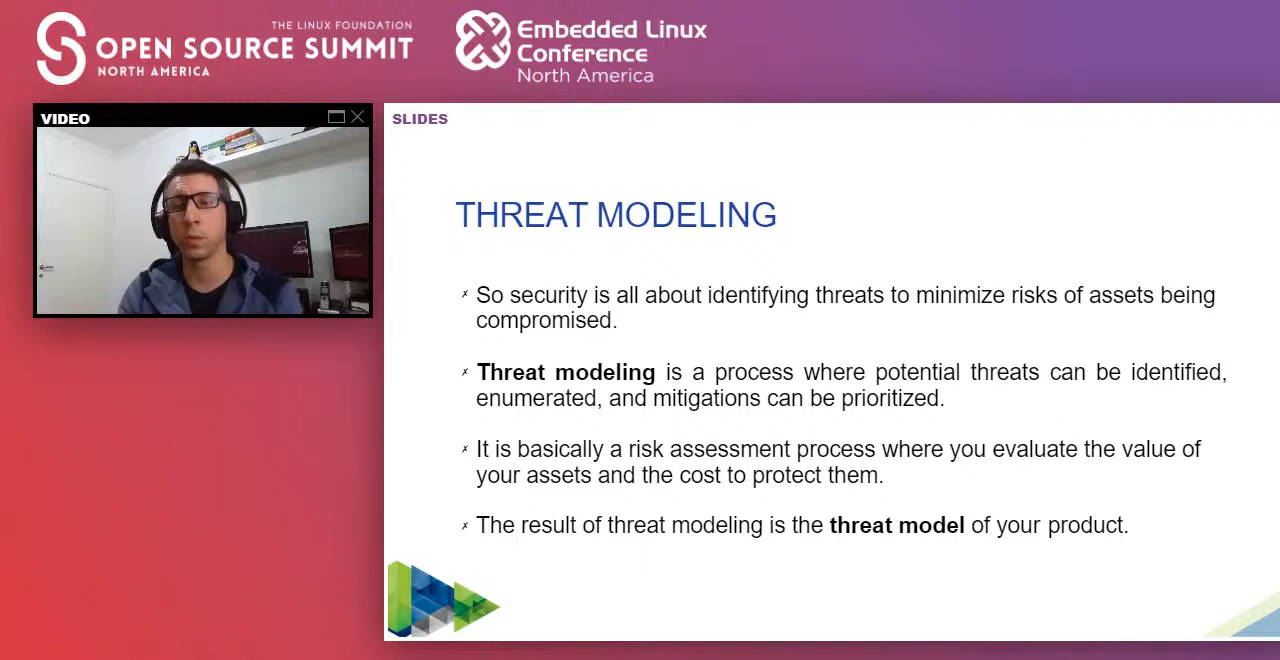 THE LINUX FOUNDATION
OPEN SOURCE SUMMIT
NORTH AMERICA
Embedded Linux
Conference
North America
VIDEO
SLIDES
THREAT MODELING
So security is all about identifying threats to minimize risks of assets being
compromised.
Threat modeling is a process where potential threats can be identified,
enumerated, and mitigations can be prioritized.
It is basically a risk assessment process where you evaluate the value of
your assets and the cost to protect them.
The result of threat modeling is the threat model of your product.